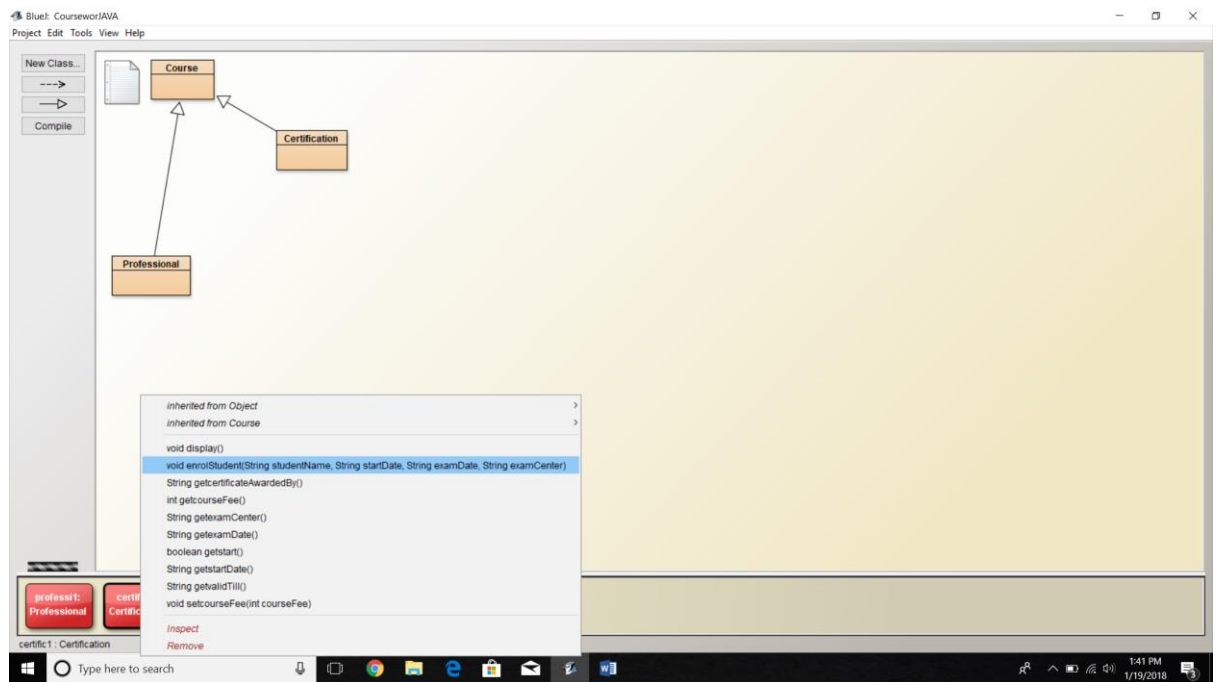 BlueJ: CourseworJAVA
Project Edit Tools View Help
New Class...
Compile
Course
Certification
Professional
inherited from Object
inherited from Course
void display()
void enrolStudent(String studentName, String startDate, String examDate, String examCenter)
String getcertificateAwardedBy()
int getcourseFee()
String getexamCenter()
String getexamDate()
boolean getstart()
String getstartDate()
String getvalidTill()
void setcourseFee(int courseFee)
Inspect
Remove
professi1:
Professional
certif
Certific
certific1 : Certification
Type here to search
1:41 PM
1/19/2018
3